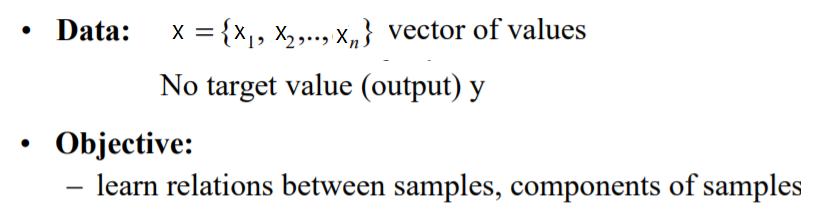 • Data: x = {x₁, x₂,.., xₙ} vector of values
No target value (output) y
• Objective:
– learn relations between samples, components of samples